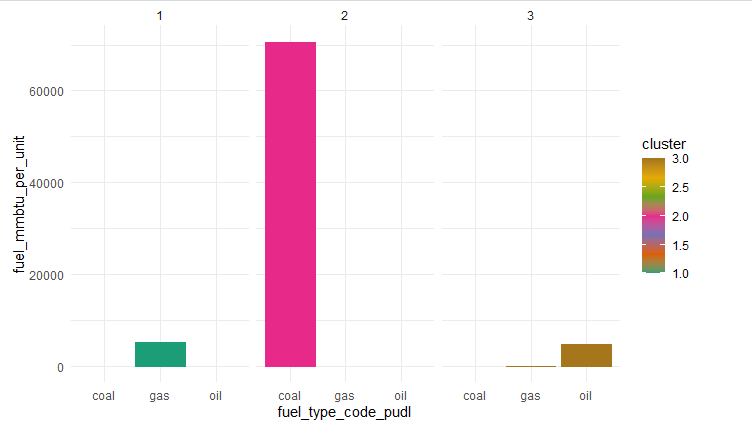 1 2 3
60000
40000
20000
0
fuel_mmbtu_per_unit
coal gas oil coal gas oil coal gas oil
fuel_type_code_pudl
cluster
3.0
2.5
2.0
1.5
1.0